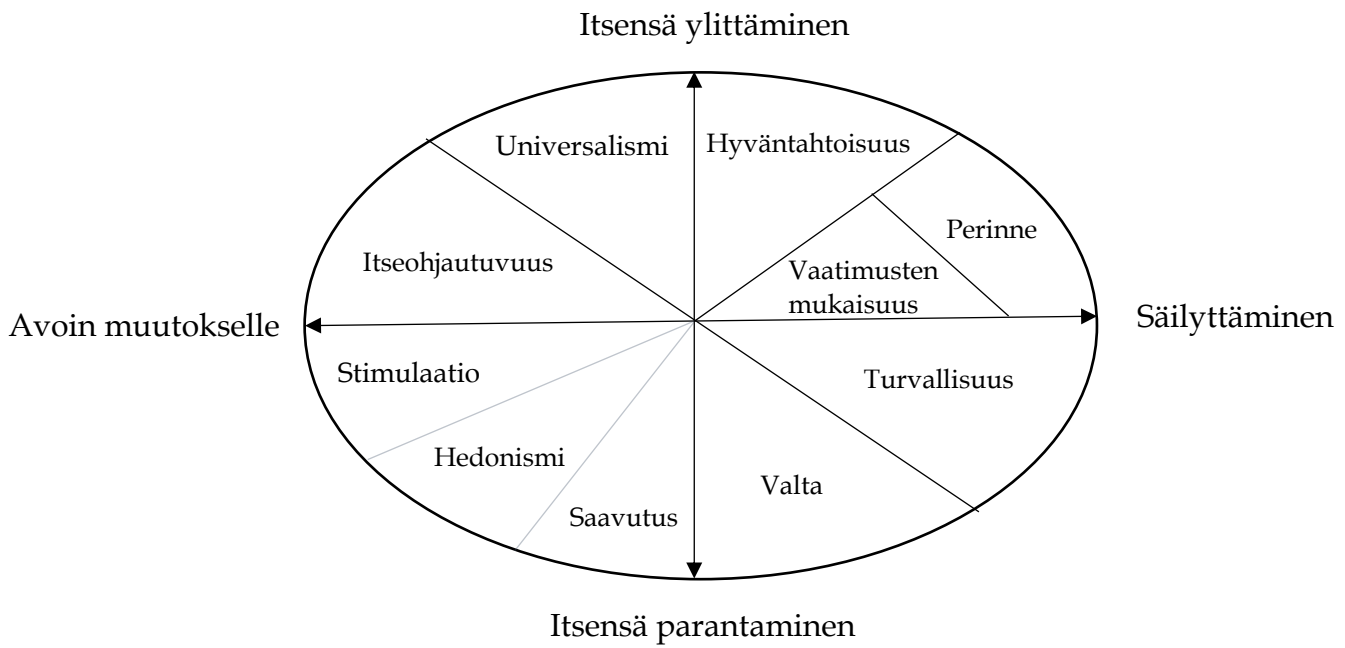 Itsensä ylittäminen
Universalismi
Hyväntahtoisuus
Perinne
Itseohjautuvuus
Vaatimusten
mukaisuus
Avoin muutokselle
Säilyttäminen
Stimulaatio
Turvallisuus
Hedonismi
Valta
Saavutus
Itsensä parantaminen